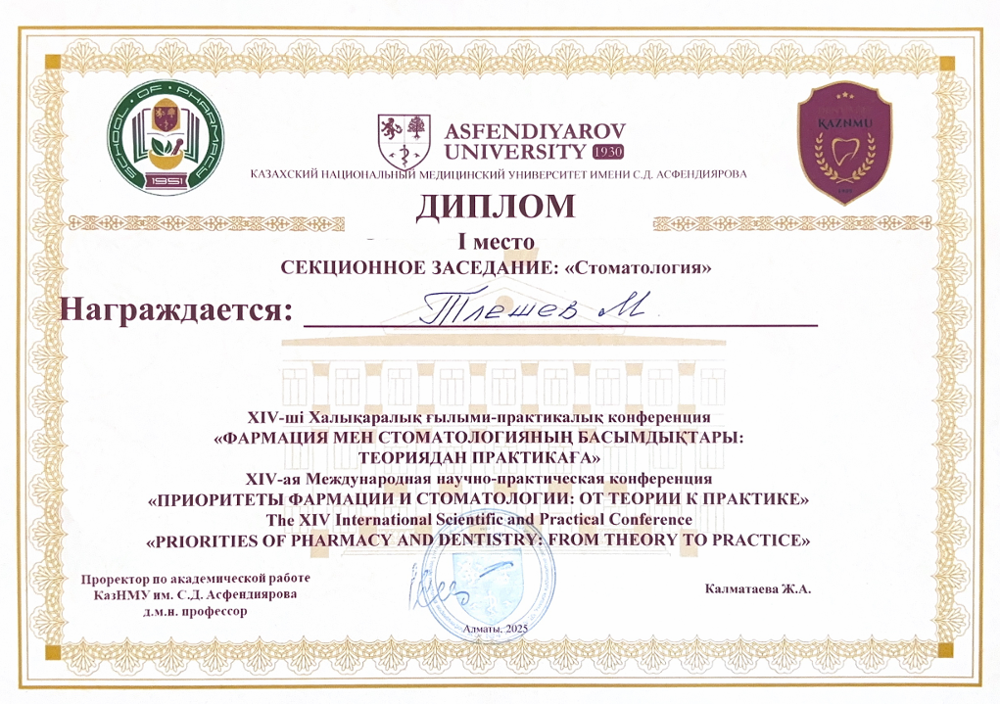 SCHOOL OF PHARMACY
1951
ASFENDIYAROV
UNIVERSITY 1930
KAZNMU
КАЗАХСКИЙ НАЦИОНАЛЬНЫЙ МЕДИЦИНСКИЙ УНИВЕРСИТЕТ ИМЕНИ С.Д. АСФЕНДИЯРОВА
ДИПЛОМ
I место
СЕКЦИОННОЕ ЗАСЕДАНИЕ: «Стоматология»
Награждается: Тлешев М
XIV-ші Халықаралық ғылыми-практикалық конференция
«ФАРМАЦИЯ МЕН СТОМАТОЛОГИЯНЫҢ БАСЫМДЫҚТАРЫ:
ТЕОРИЯДАН ПРАКТИКАҒА»
XIV-ая Международная научно-практическая конференция
«ПРИОРИТЕТЫ ФАРМАЦИИ И СТОМАТОЛОГИИ: ОТ ТЕОРИИ К ПРАКТИКЕ»
The XIV International Scientific and Practical Conference
«PRIORITIES OF PHARMACY AND DENTISTRY: FROM THEORY TO PRACTICE»
Проректор по академической работе
КазНМУ им. С.Д. Асфендиярова
д.м.н. профессор
Калматаева Ж.А.
Алматы, 2025